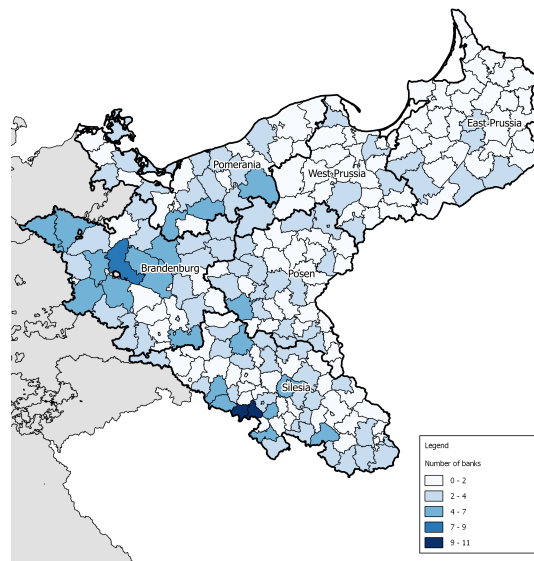 East Prussia
Pomerania
West Prussia
Brandenburg
Posen
Silesia
Legend
Number of banks
0 - 2
2 - 4
4 - 7
7 - 9
9 - 11